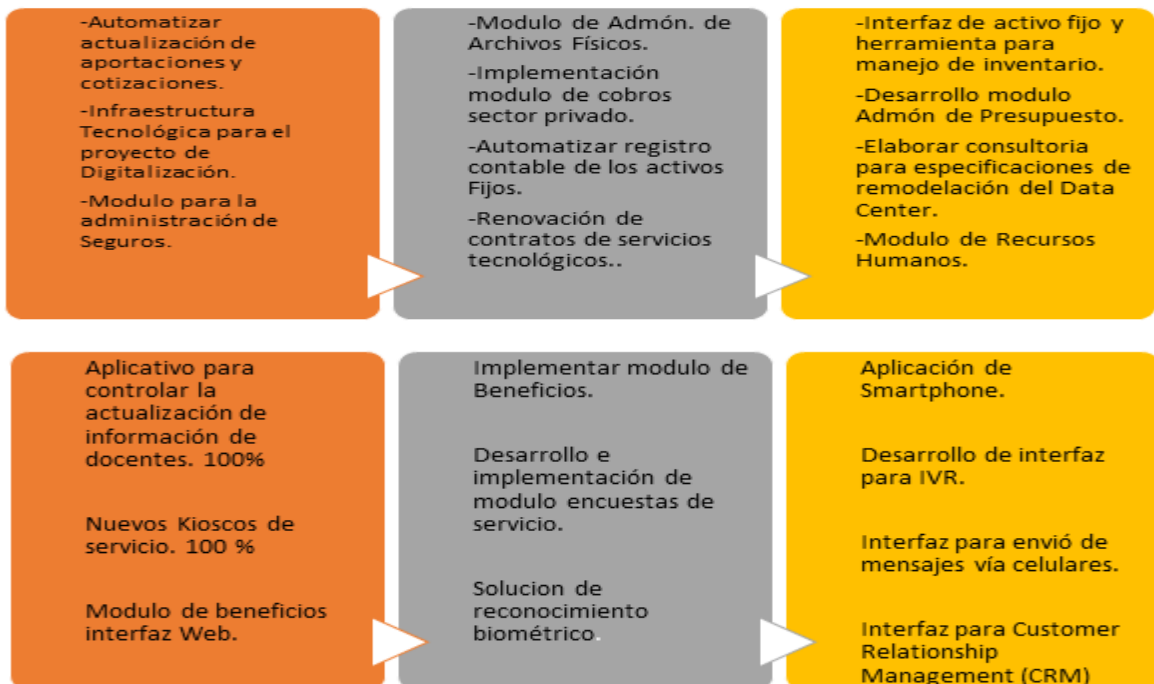 -Automatizar
actualización de
aportaciones y
cotizaciones.
-Infraestructura
Tecnológica para el
proyecto de
Digitalización.
-Modulo para la
administración de
Seguros.
-Modulo de Admón. de
Archivos Físicos.
-Implementación
modulo de cobros
sector privado.
-Automatizar registro
contable de los activos
Fijos.
-Renovación de
contratos de servicios
tecnológicos..
-Interfaz de activo fijo y
herramienta para
manejo de inventario.
-Desarrollo modulo
Admón de Presupuesto.
-Elaborar consultoria
para especificaciones de
remodelación del Data
Center.
-Modulo de Recursos
Humanos.
Aplicativo para
controlar la
actualización de
información de
docentes. 100%
Nuevos Kioscos de
servicio. 100 %
Modulo de beneficios
interfaz Web.
Implementar modulo de
Beneficios.
Desarrollo e
implementación de
modulo encuestas de
servicio.
Solucion de
reconocimiento
biométrico.
Aplicación de
Smartphone.
Desarrollo de interfaz
para IVR.
Interfaz para envió de
mensajes vía celulares.
Interfaz para Customer
Relationship
Management (CRM)